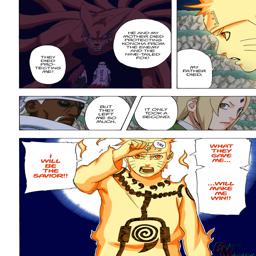 MY
FATHER
DIED.
HE AND MY
MOTHER DIED
PROTECTING
KONOHA FROM
THE ENEMY
AND THE
NINE-TAILED
FOX!
THEY
DIED
PRO-
TECTING
ME!
IT ONLY
TOOK A
SECOND.
BUT
THEY
LEFT ME
SO
MUCH.
WHAT
THEY
GAVE
ME...
...WILL
MAKE
ME
WIN!!
I
WILL
BE THE
SAVIOR!!